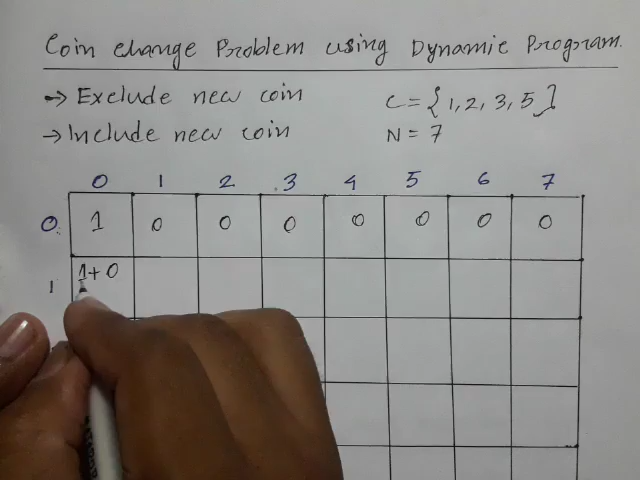 Coin change Problem using Dynamic Program.
→ Exclude new coin C = {1, 2, 3, 5}
→ Include new coin N = 7
0 1 2 3 4 5 6 7
0 1 0 0 0 0 0 0 0
1 1+0